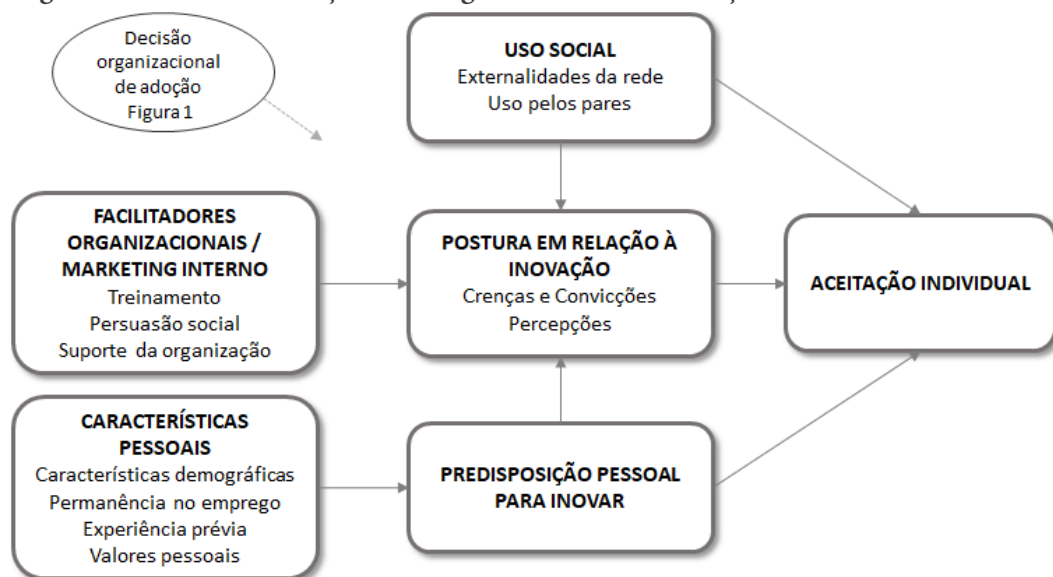 Decisão
organizacional
de adoção
Figura 1
USO SOCIAL
Externalidades da rede
Uso pelos pares
FACILITADORES
ORGANIZACIONAIS /
MARKETING INTERNO
Treinamento
Persuasão social
Suporte da organização
POSTURA EM RELAÇÃO À
INOVAÇÃO
Crenças e Convicções
Percepções
ACEITAÇÃO INDIVIDUAL
CARACTERÍSTICAS
PESSOAIS
Características demográficas
Permanência no emprego
Experiência prévia
Valores pessoais
PREDISPOSIÇÃO PESSOAL
PARA INOVAR